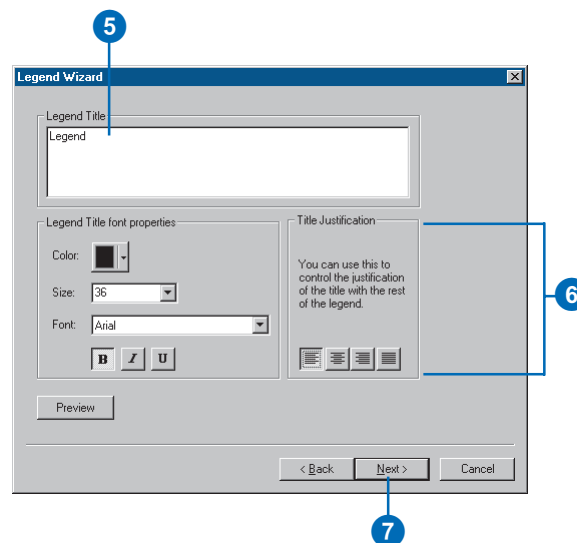 5
Legend Wizard
Legend Title
Legend
Legend Title font properties
Color:
Size: 36
Font: Arial
B I U
Title Justification
You can use this to
control the justification
of the title with the rest
of the legend.
6
Preview
< Back Next > Cancel
7